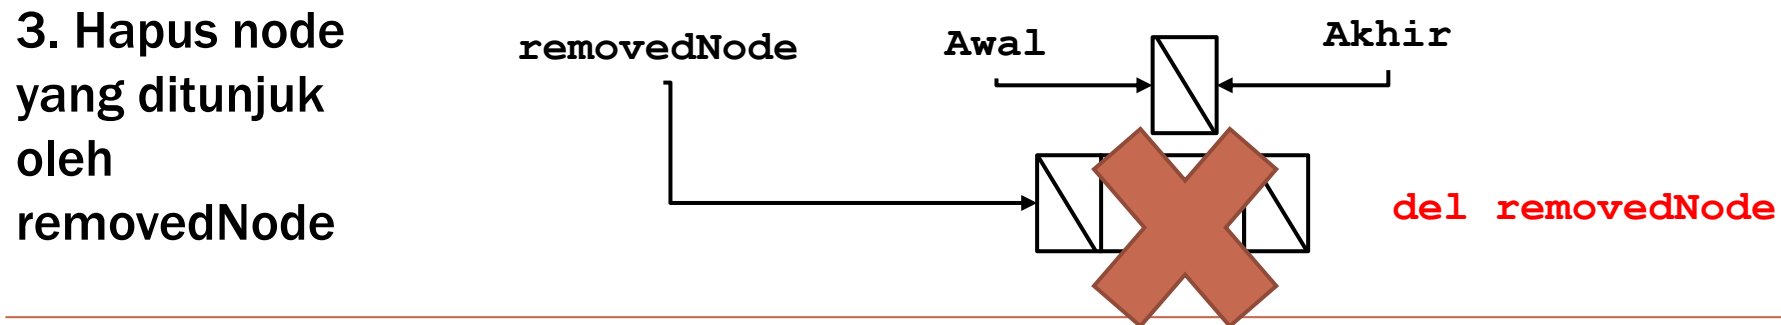 3. Hapus node
yang ditunjuk
oleh
removedNode
removedNode
Awal
Akhir
del removedNode